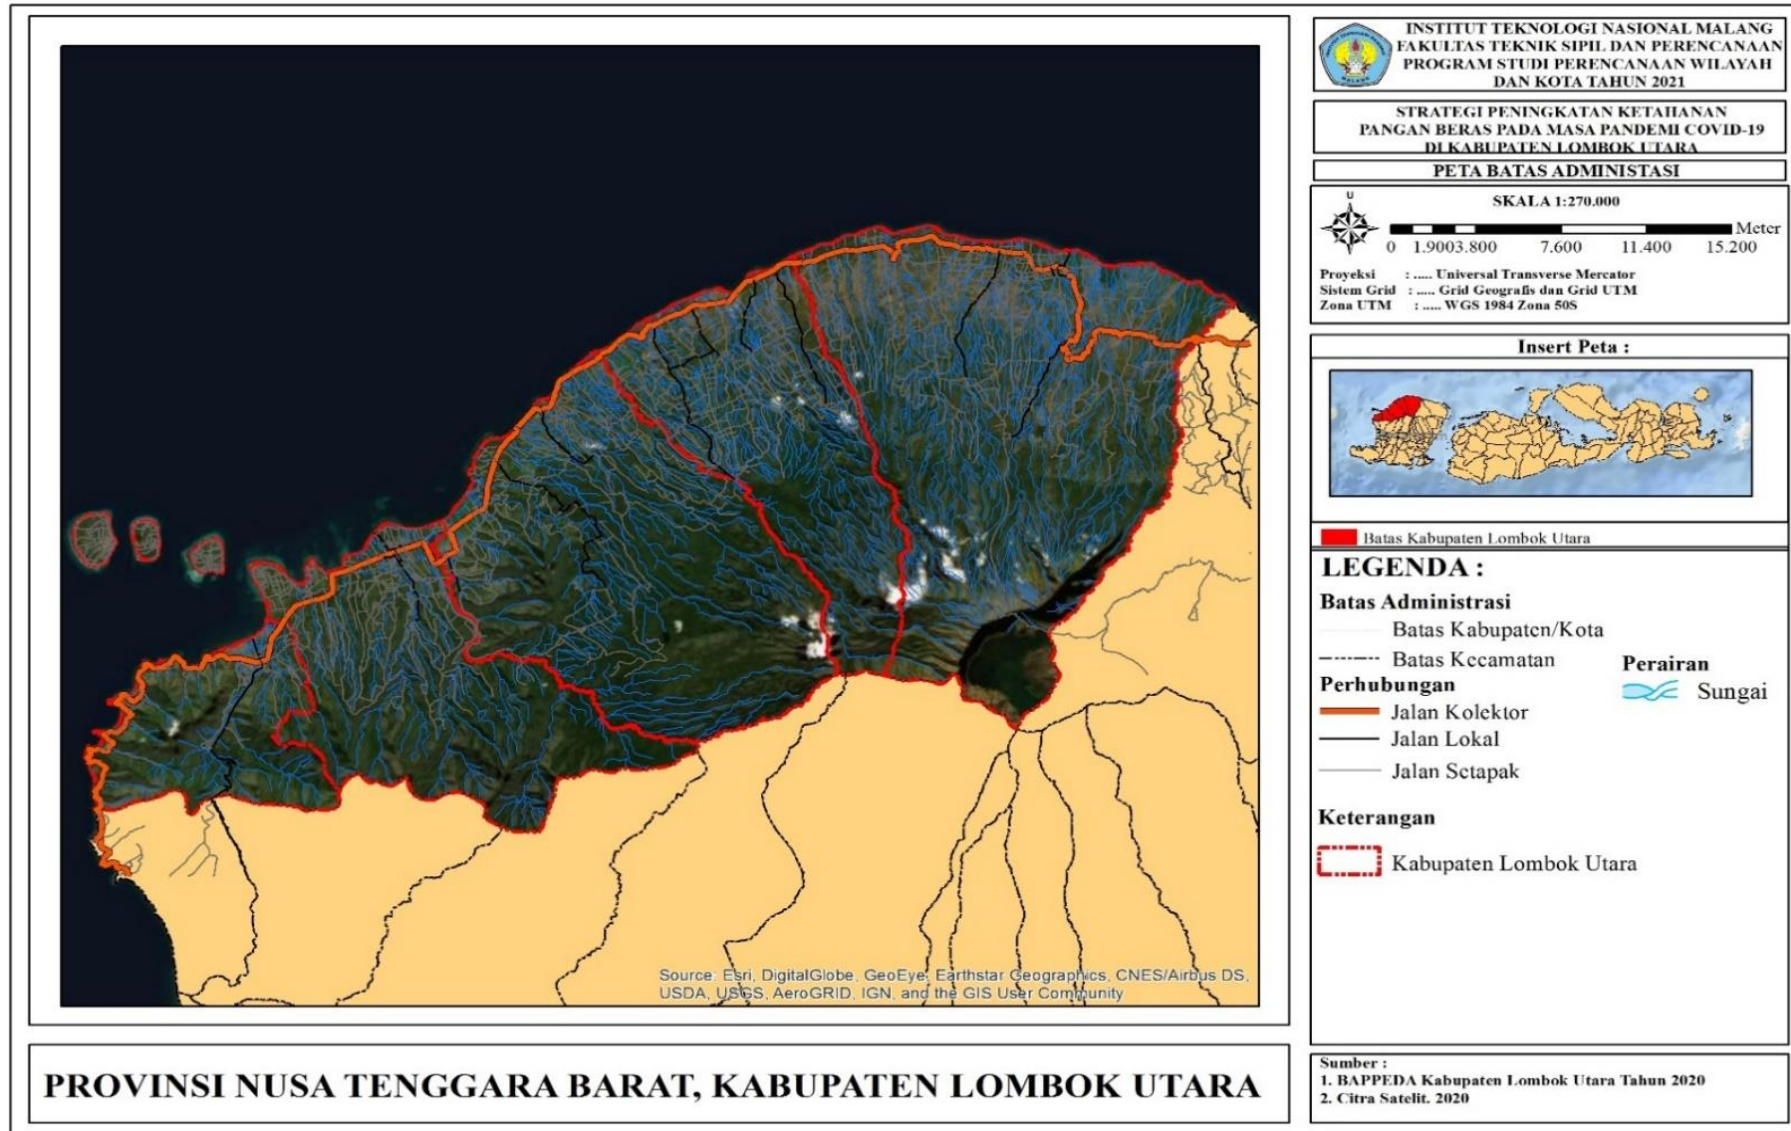 INSTITUT TEKNOLOGI NASIONAL MALANG
FAKULTAS TEKNIK SIPIL DAN PERENCANAAN
PROGRAM STUDI PERENCANAAN WILAYAH
DAN KOTA TAHUN 2021
STRATEGI PENINGKATAN KETAHANAN
PANGAN BERAS PADA MASA PANDEMI COVID-19
DI KABUPATEN LOMBOK UTARA
PETA BATAS ADMINISTASI
SKALA 1:270.000
U
Meter
0 1.9003.800 7.600 11.400 15.200
Proyeksi : ..... Universal Transverse Mercator
Sistem Grid : ..... Grid Geografis dan Grid UTM
Zona UTM : ..... WGS 1984 Zona 50S
Insert Peta :
Batas Kabupaten Lombok Utara
LEGENDA :
Batas Administrasi
Batas Kabupaten/Kota
Batas Kecamatan
Perhubungan
Jalan Kolektor
Jalan Lokal
Jalan Setapak
Perairan
Sungai
Keterangan
Kabupaten Lombok Utara
Source: Esri, DigitalGlobe, GeoEye, Earthstar Geographics, CNES/Airbus DS,
USDA, USGS, AeroGRID, IGN, and the GIS User Community
PROVINSI NUSA TENGGARA BARAT, KABUPATEN LOMBOK UTARA
Sumber :
1. BAPPEDA Kabupaten Lombok Utara Tahun 2020
2. Citra Satelit. 2020